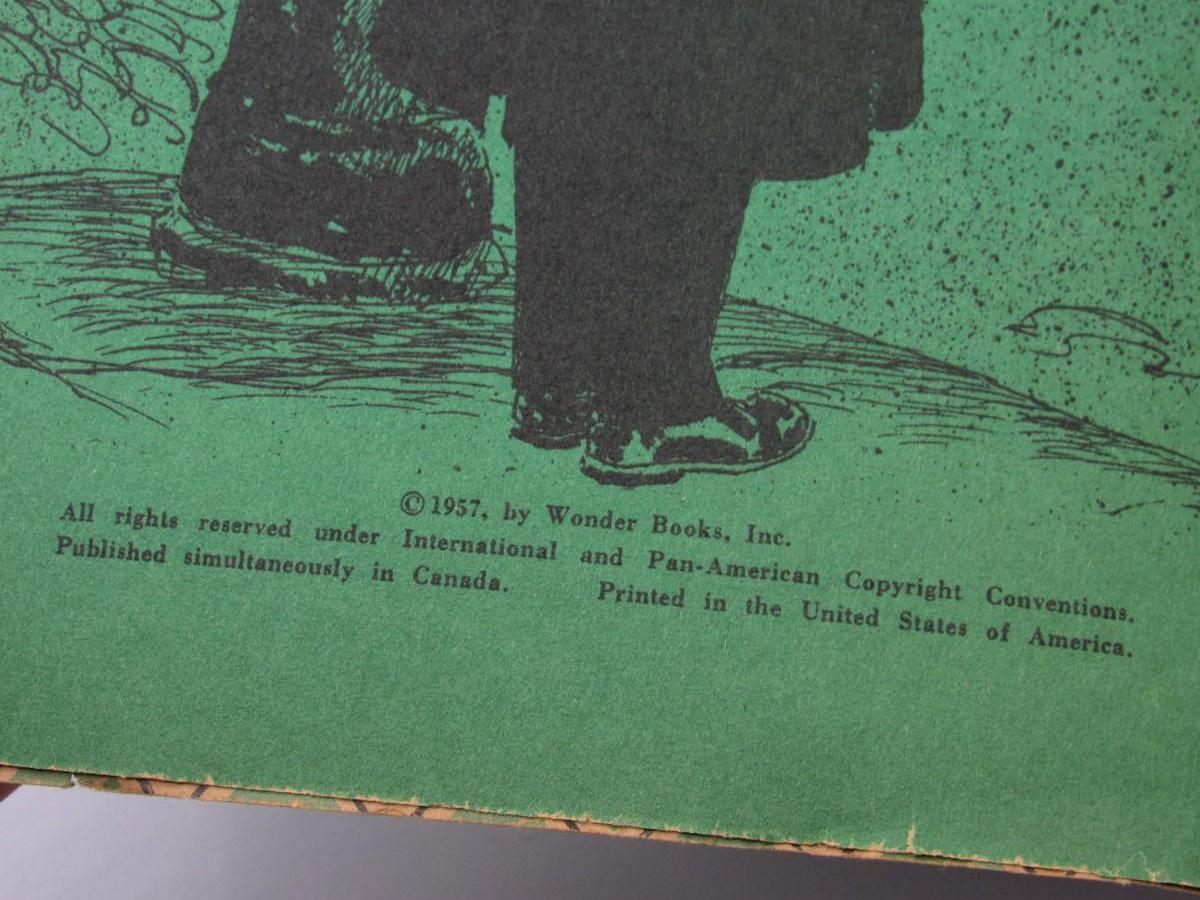 © 1957, by Wonder Books, Inc.
All rights reserved under International and Pan-American Copyright Conventions.
Published simultaneously in Canada. Printed in the United States of America.